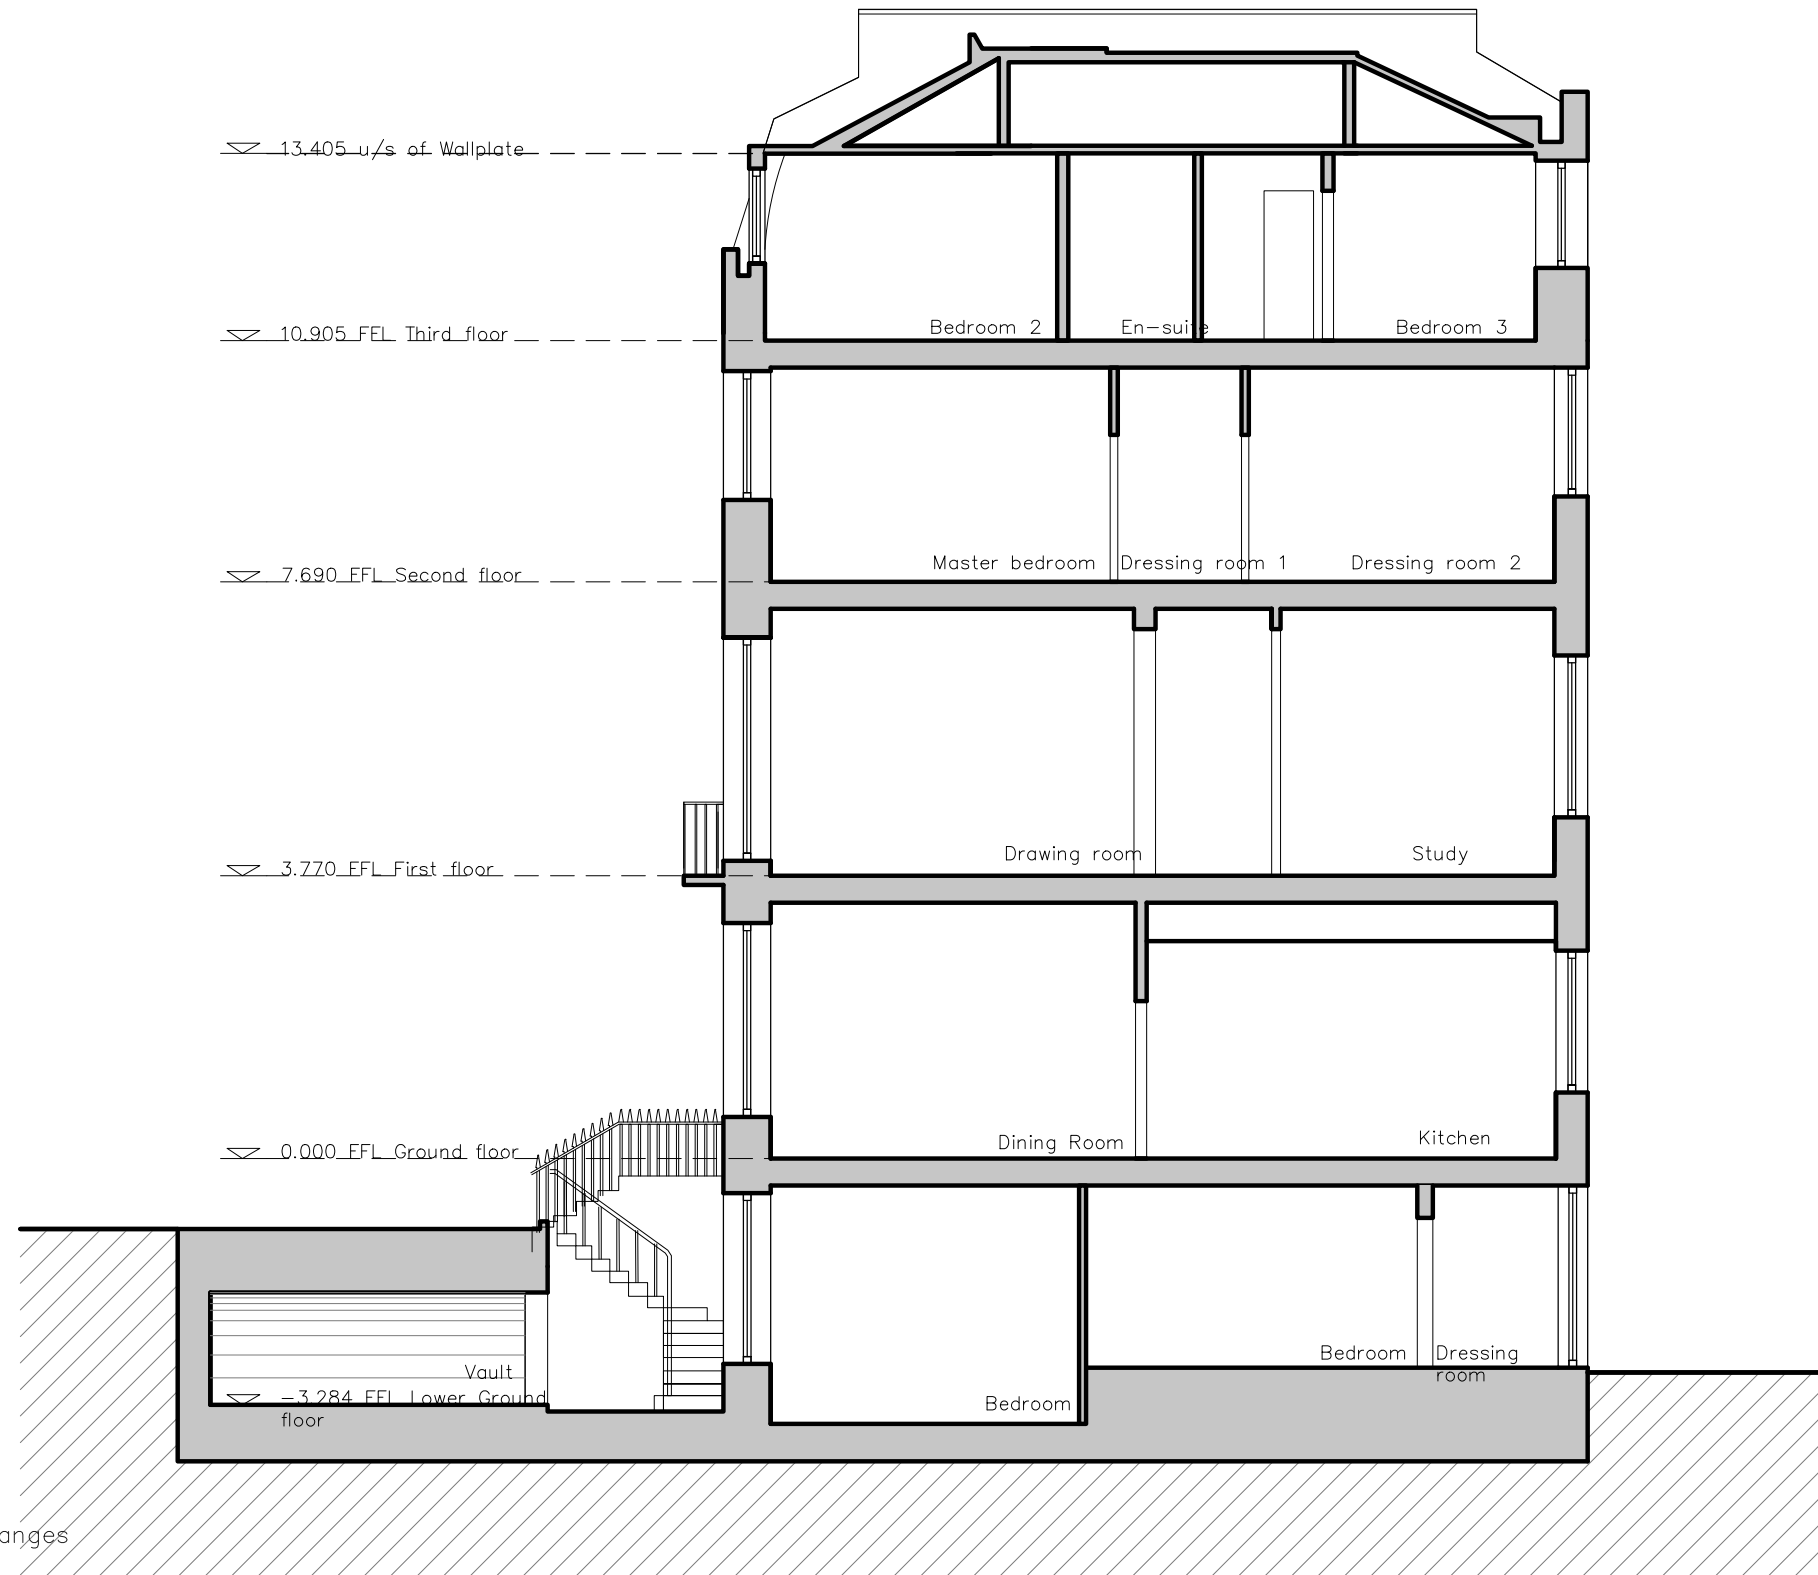 13.405 u/s of Wallplate
10.905 FFL Third floor
Bedroom 2
En-suite
Bedroom 3
7.690 FFL Second floor
Master bedroom
Dressing room 1
Dressing room 2
3.770 FFL First floor
Drawing room
Study
0.000 FFL Ground floor
Dining Room
Kitchen
Vault
-3.284 FFL Lower Ground
floor
Bedroom
Bedroom
Dressing
room
anges